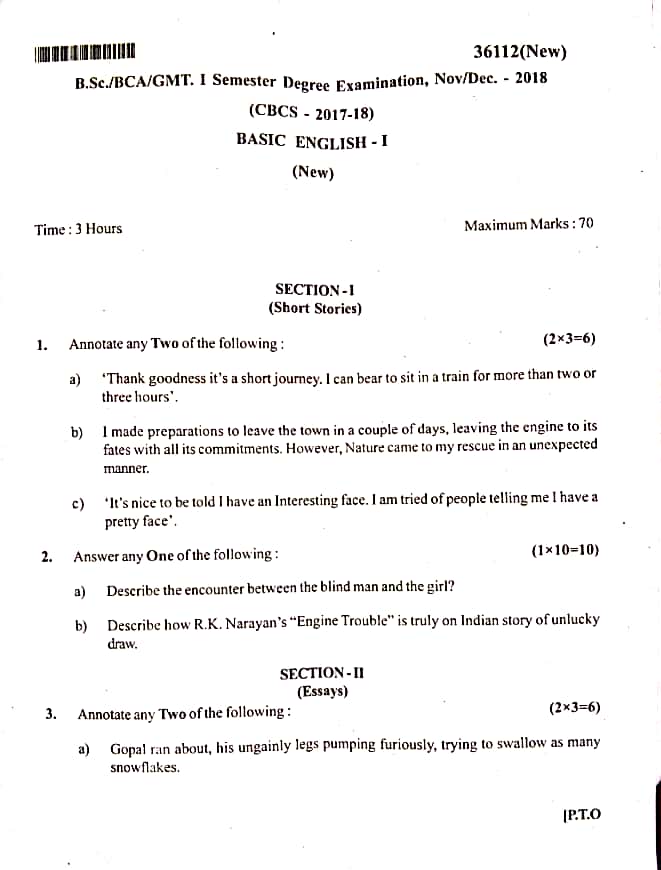 36112(New)
B.Sc./BCA/GMT. I Semester Degree Examination, Nov/Dec. - 2018
(CBCS - 2017-18)
BASIC ENGLISH - I
(New)
Time : 3 Hours
Maximum Marks : 70
SECTION-I
(Short Stories)
1. Annotate any Two of the following : (2×3=6)
a) ‘Thank goodness it's a short journey. I can bear to sit in a train for more than two or
three hours’.
b) I made preparations to leave the town in a couple of days, leaving the engine to its
fates with all its commitments. However, Nature came to my rescue in an unexpected
manner.
c) ‘It's nice to be told I have an Interesting face. I am tried of people telling me I have a
pretty face’.
2. Answer any One of the following : (1×10=10)
a) Describe the encounter between the blind man and the girl?
b) Describe how R.K. Narayan's “Engine Trouble” is truly on Indian story of unlucky
draw.
SECTION-II
(Essays)
3. Annotate any Two of the following : (2×3=6)
a) Gopal ran about, his ungainly legs pumping furiously, trying to swallow as many
snowflakes.
[P.T.O